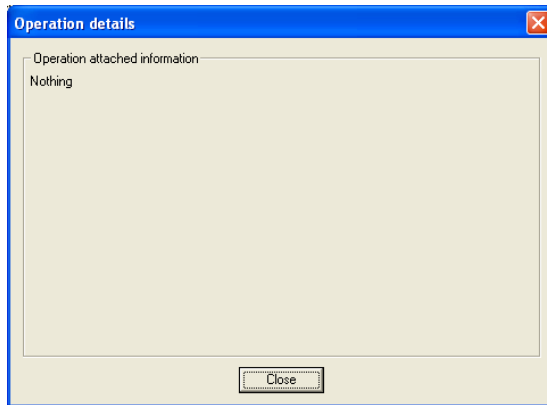 Operation details
Operation attached information
Nothing
Close